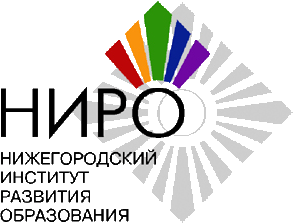 НИРО
НИЖЕГОРОДСКИЙ
ИНСТИТУТ
РАЗВИТИЯ
ОБРАЗОВАНИЯ